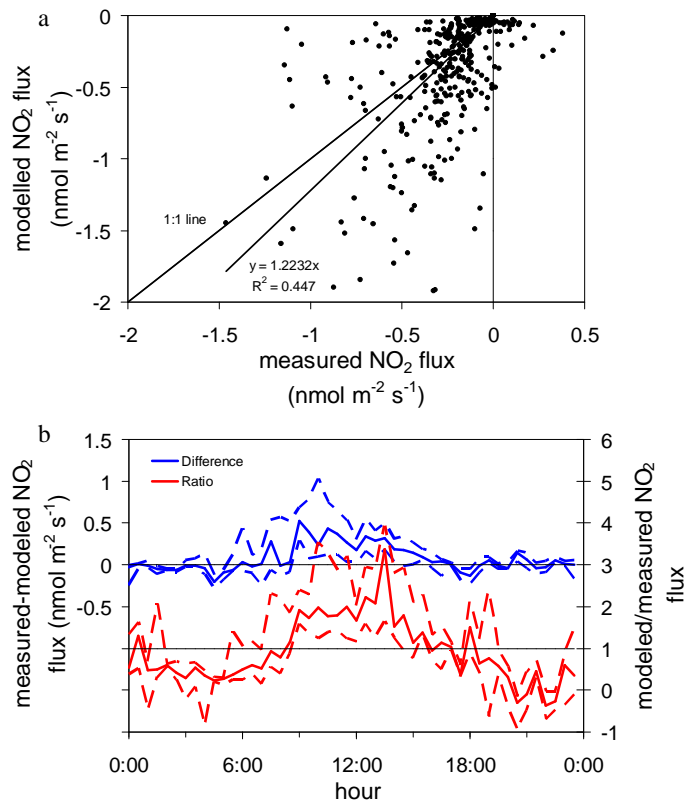 a
modelled NO2 flux
(nmol m-2 s-1)
-0
-0.5
-1
-1.5
-2
1:1 line
y = 1.2232x
R2 = 0.447
-2 -1.5 -1 -0.5 0 0.5
measured NO2 flux
(nmol m-2 s-1)
b
measured-modeled NO2
flux (nmol m-2 s-1)
1.5
1
0.5
0
-0.5
Difference
Ratio
6
5
4
3
2
1
0
-1
modeled/measured NO2
flux
0:00 6:00 12:00 18:00 0:00
hour